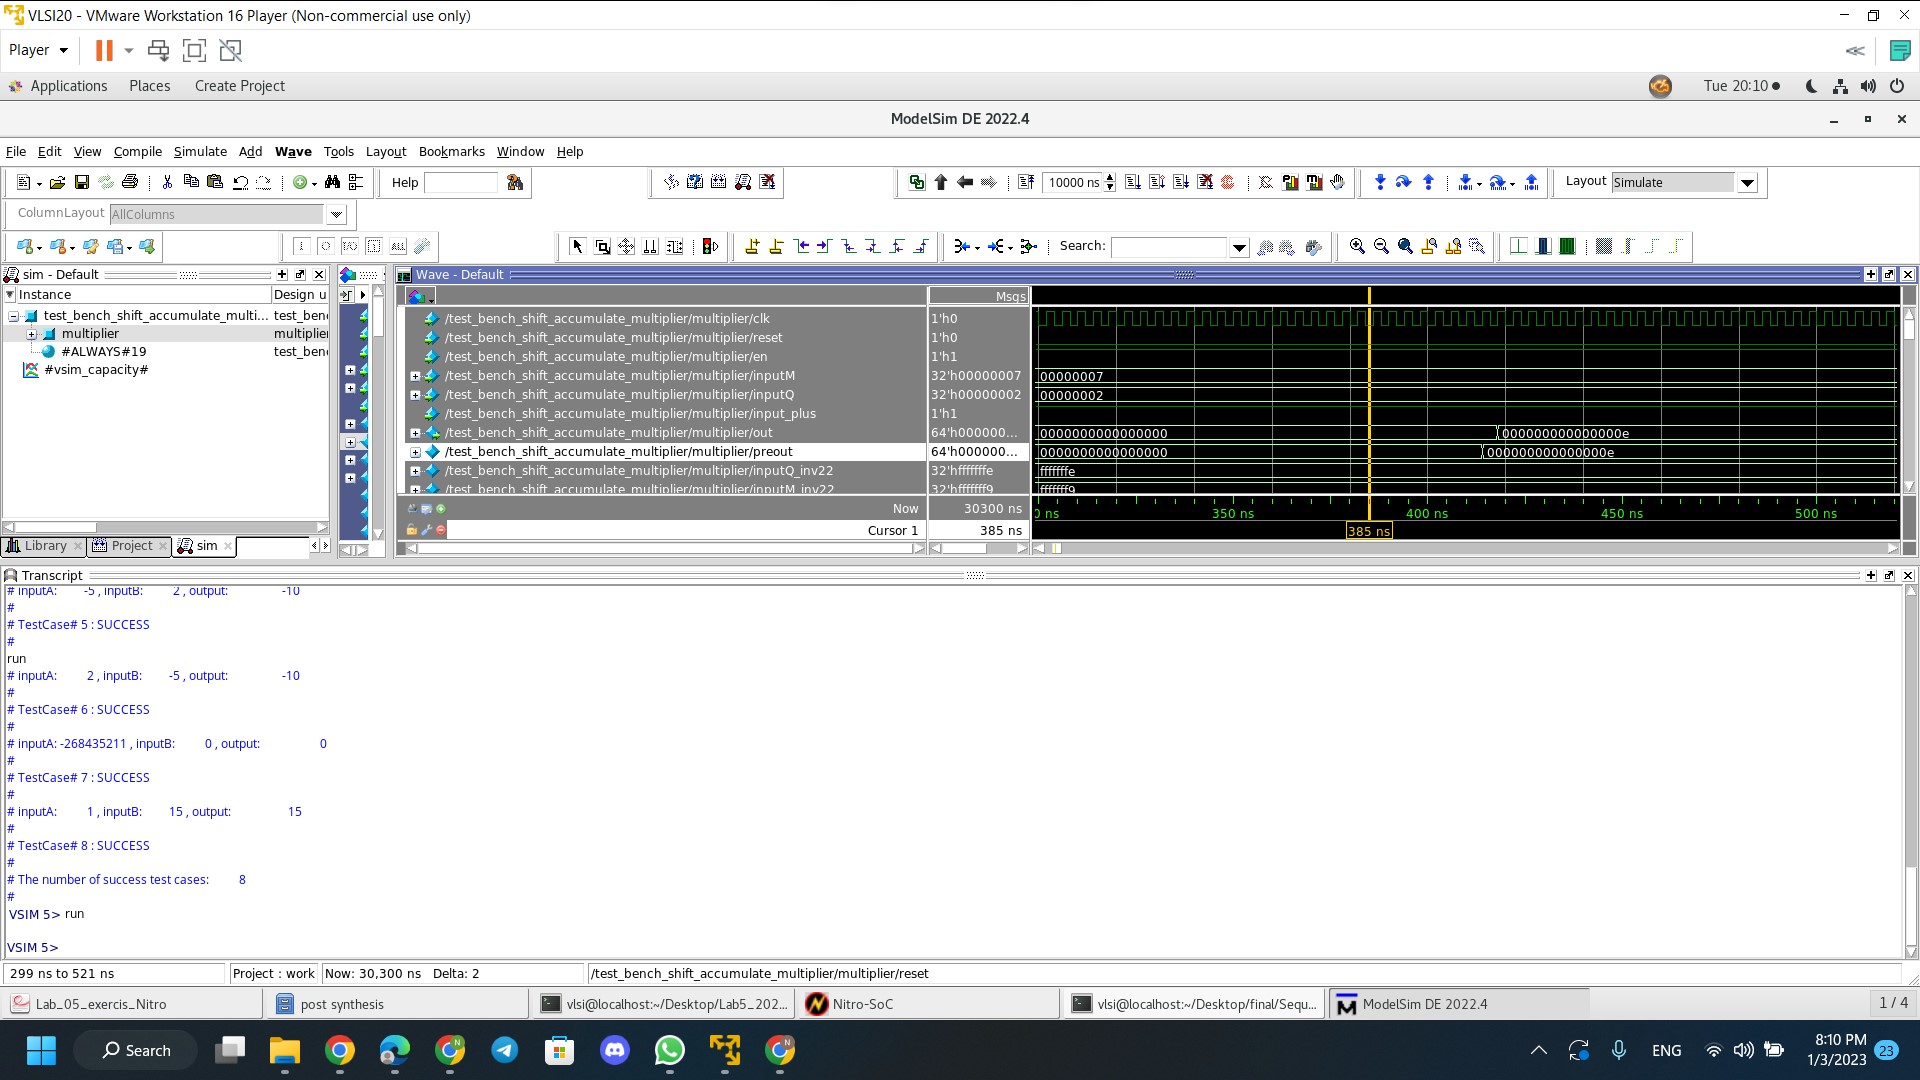 VLSI20 - VMware Workstation 16 Player (Non-commercial use only)
Player
Applications Places Create Project Tue 20:10
ModelSim DE 2022.4
File Edit View Compile Simulate Add Wave Tools Layout Bookmarks Window Help
Help 10000 ns Layout Simulate
ColumnLayout AllColumns
ALL Search:
sim - Default
Instance Design u
test_bench_shift_accumulate_multi... test_ben
multiplier multiplier
#ALWAYS#19 test_ben
#vsim_capacity#
Library Project sim
Wave - Default
Msgs
/test_bench_shift_accumulate_multiplier/multiplier/clk 1'h0
/test_bench_shift_accumulate_multiplier/multiplier/reset 1'h0
/test_bench_shift_accumulate_multiplier/multiplier/en 1'h1
/test_bench_shift_accumulate_multiplier/multiplier/inputM 32'h00000007 00000007
/test_bench_shift_accumulate_multiplier/multiplier/inputQ 32'h00000002 00000002
/test_bench_shift_accumulate_multiplier/multiplier/input_plus 1'h1
/test_bench_shift_accumulate_multiplier/multiplier/out 64'h000000... 0000000000000000 000000000000000e
/test_bench_shift_accumulate_multiplier/multiplier/preout 64'h000000... 0000000000000000 000000000000000e
/test_bench_shift_accumulate_multiplier/multiplier/inputQ_inv22 32'hfffffffe fffffffe
/test_bench_shift_accumulate_multiplier/multiplier/inputM_inv22 32'hfffffff9 fffffff9
Now 30300 ns 0 ns 350 ns 400 ns 450 ns 500 ns
Cursor 1 385 ns 385 ns
Transcript
# inputA: -5 , inputB: 2 , output: -10
#
# TestCase# 5 : SUCCESS
#
run
# inputA: 2 , inputB: -5 , output: -10
#
# TestCase# 6 : SUCCESS
#
# inputA: -268435211 , inputB: 0 , output: 0
#
# TestCase# 7 : SUCCESS
#
# inputA: 1 , inputB: 15 , output: 15
#
# TestCase# 8 : SUCCESS
#
# The number of success test cases: 8
#
VSIM 5> run
VSIM 5>
299 ns to 521 ns Project : work Now: 30,300 ns Delta: 2 /test_bench_shift_accumulate_multiplier/multiplier/reset
Lab_05_exercis_Nitro post synthesis vlsi@localhost:~/Desktop/Lab5_202... Nitro-SoC vlsi@localhost:~/Desktop/final/Sequ... ModelSim DE 2022.4 1 / 4
Search ENG 8:10 PM
1/3/2023 23